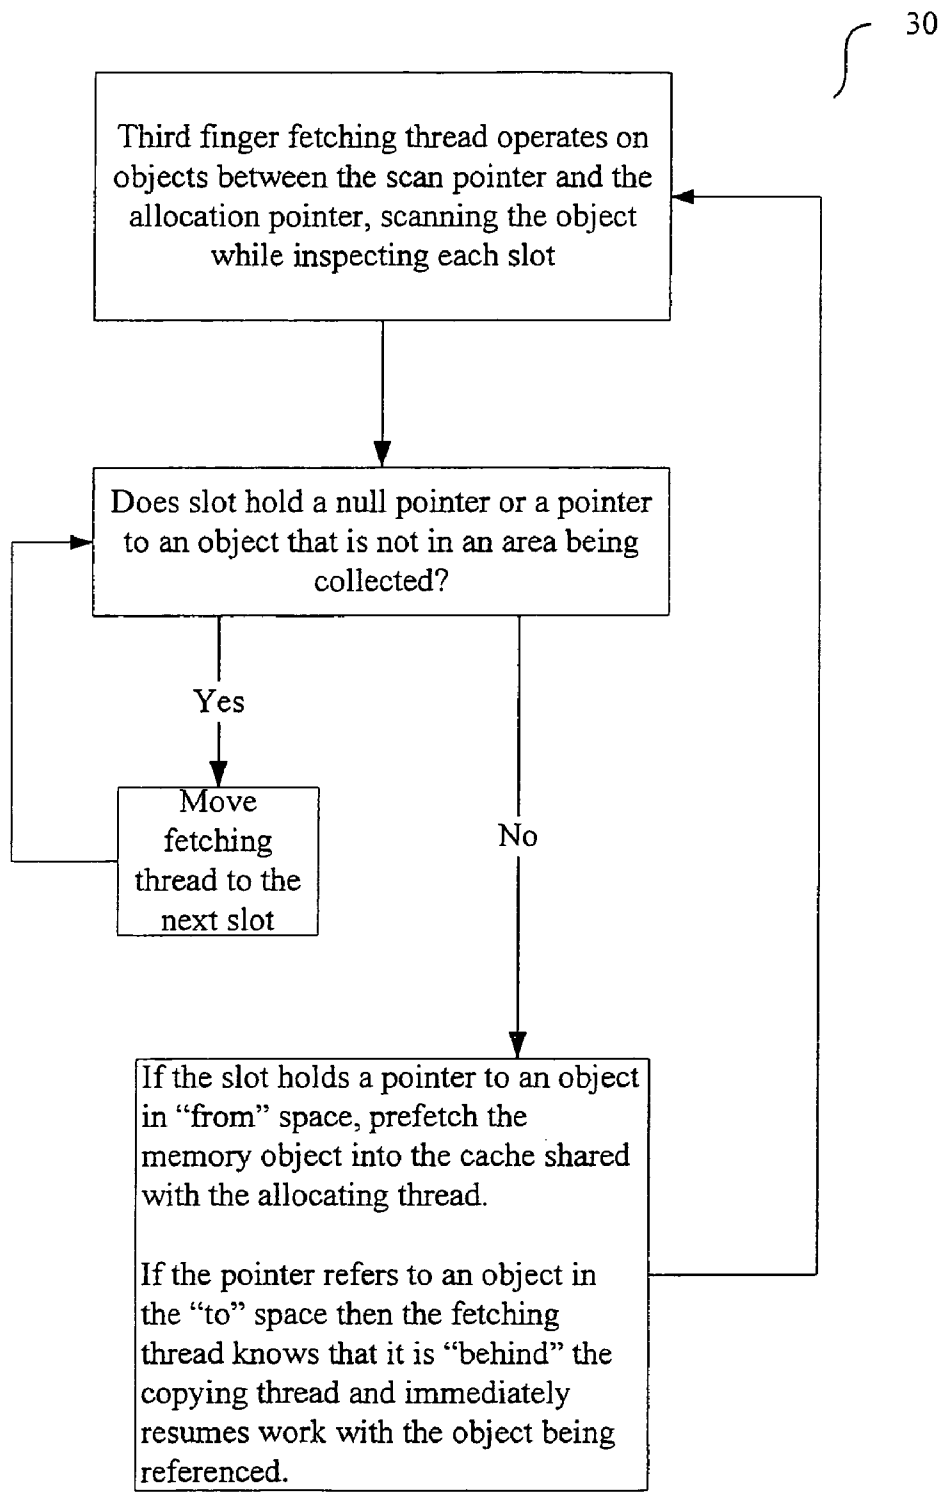 30
Third finger fetching thread operates on
objects between the scan pointer and the
allocation pointer, scanning the object
while inspecting each slot
Does slot hold a null pointer or a pointer
to an object that is not in an area being
collected?
Yes
Move
fetching
thread to the
next slot
No
If the slot holds a pointer to an object
in “from” space, prefetch the
memory object into the cache shared
with the allocating thread.
If the pointer refers to an object in
the “to” space then the fetching
thread knows that it is “behind” the
copying thread and immediately
resumes work with the object being
referenced.